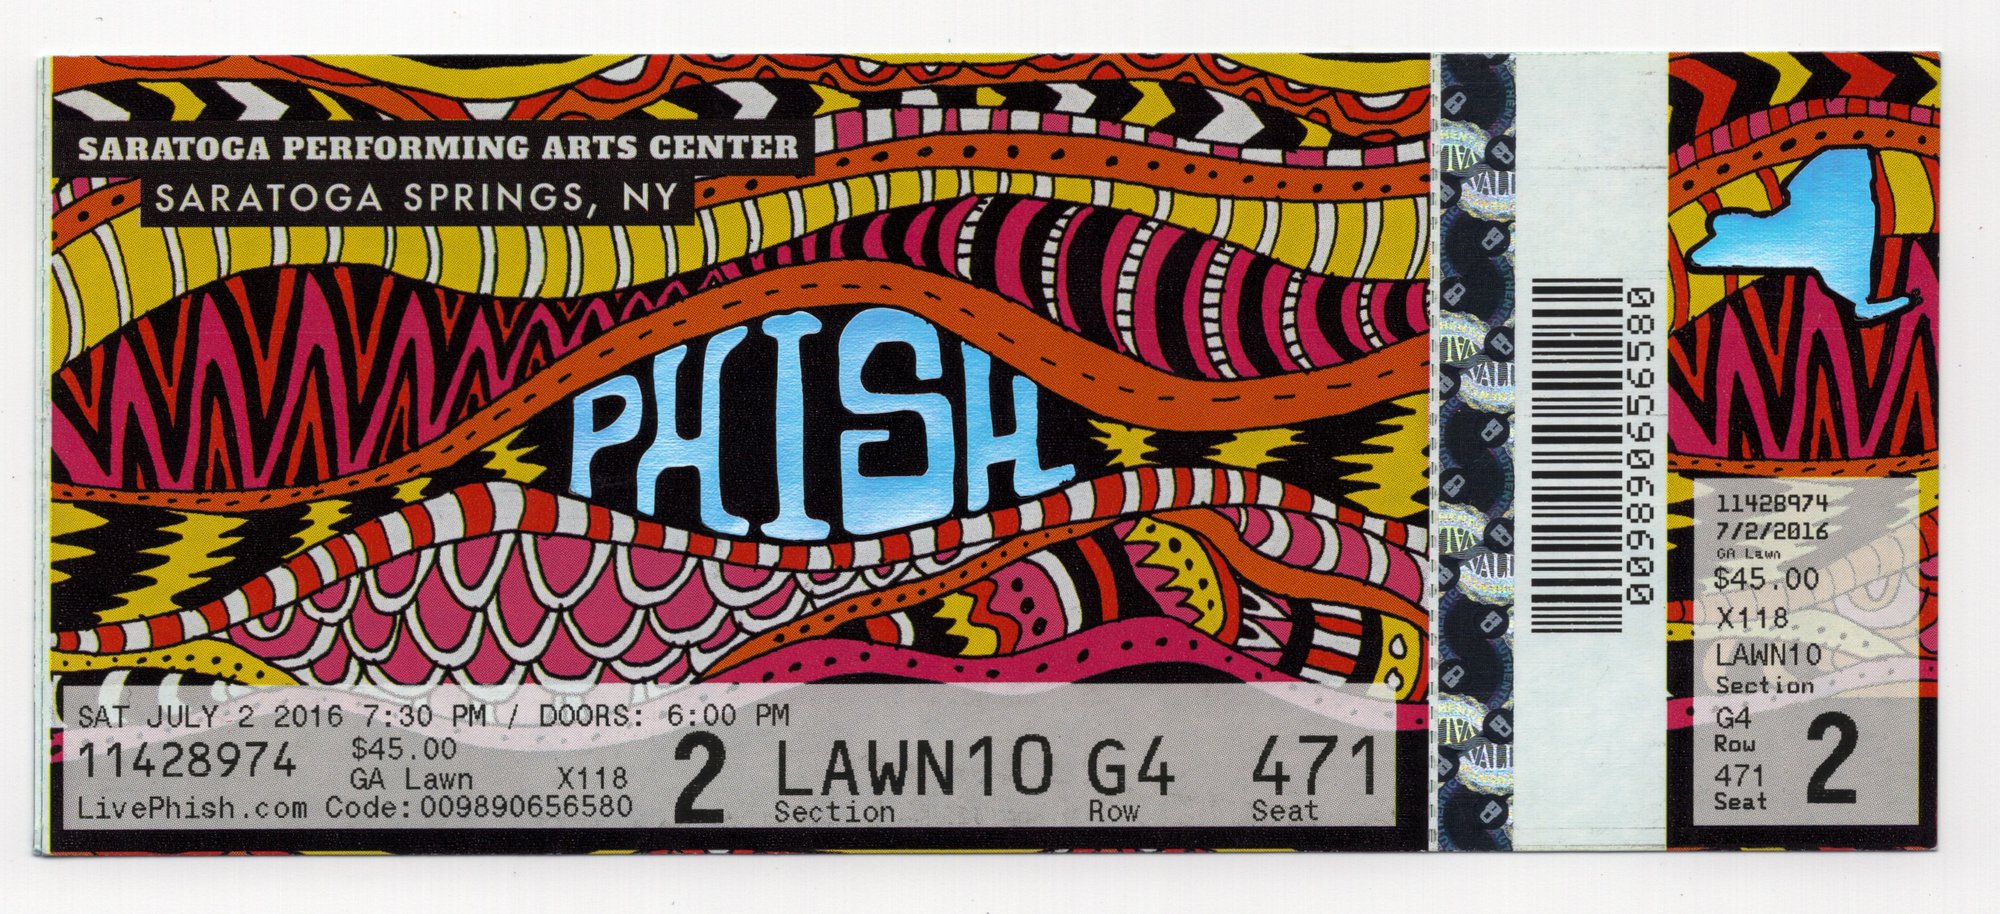 SARATOGA PERFORMING ARTS CENTER
SARATOGA SPRINGS, NY
PHISH
SAT JULY 2 2016 7:30 PM / DOORS: 6:00 PM
11428974
$45.00
GA Lawn X118
LivePhish.com Code:009890656580
2
LAWN10 G4 471
Section Row Seat
009890656580
11428974
7/2/2016
GA Lawn
$45.00
X118
LAWN10
Section
G4
Row
471
Seat
2